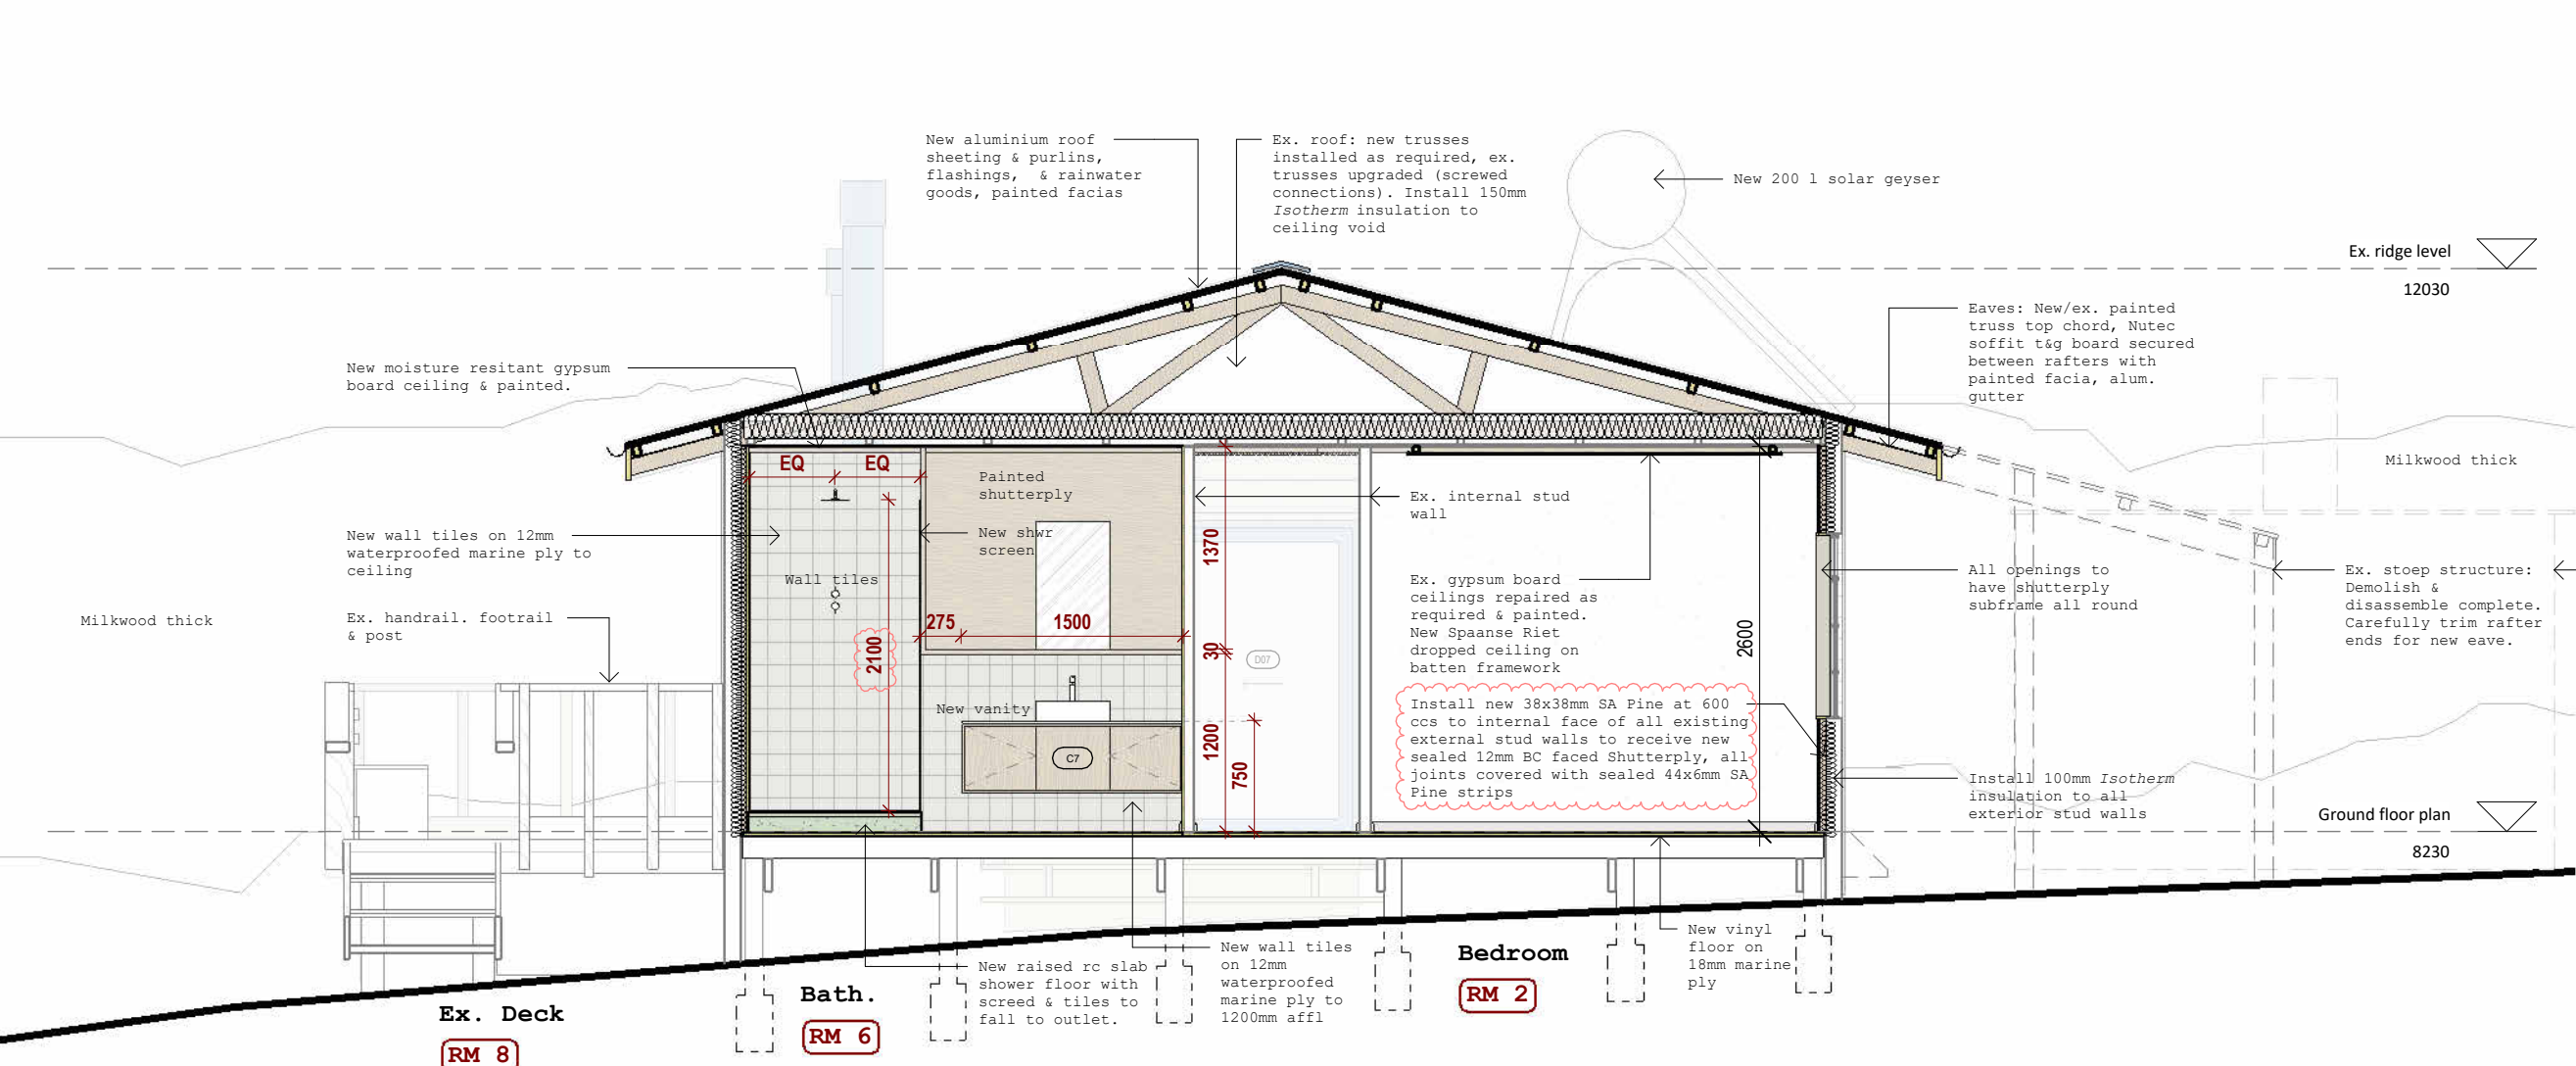 New aluminium roof
sheeting & purlins,
flashings, & rainwater
goods, painted facias
Ex. roof: new trusses
installed as required, ex.
trusses upgraded (screwed
connections). Install 150mm
Isotherm insulation to
ceiling void
New 200 l solar geyser
Ex. ridge level
12030
Eaves: New/ex. painted
truss top chord, Nutec
soffit t&g board secured
between rafters with
painted facia, alum.
gutter
New moisture resitant gypsum
board ceiling & painted.
Milkwood thick
EQ
EQ
Painted
shutterply
Ex. internal stud
wall
New wall tiles on 12mm
waterproofed marine ply to
ceiling
New shwr
screen
1370
Wall tiles
Ex. gypsum board
ceilings repaired as
required & painted.
New Spaanse Riet
dropped ceiling on
batten framework
All openings to
have shutterply
subframe all round
Ex. stoep structure:
Demolish &
disassemble complete.
Carefully trim rafter
ends for new eave.
Milkwood thick
Ex. handrail. footrail
& post
275
1500
2100
30
D07
2600
New vanity
1200
750
C7
Install new 38x38mm SA Pine at 600
ccs to internal face of all existing
external stud walls to receive new
sealed 12mm BC faced Shutterply, all
joints covered with sealed 44x6mm SA
Pine strips
Install 100mm Isotherm
insulation to all
exterior stud walls
Ground floor plan
8230
New raised rc slab
shower floor with
screed & tiles to
fall to outlet.
New wall tiles
on 12mm
waterproofed
marine ply to
1200mm affl
New vinyl
floor on
18mm marine
ply
Bedroom
RM 2
Bath.
RM 6
Ex. Deck
RM 8